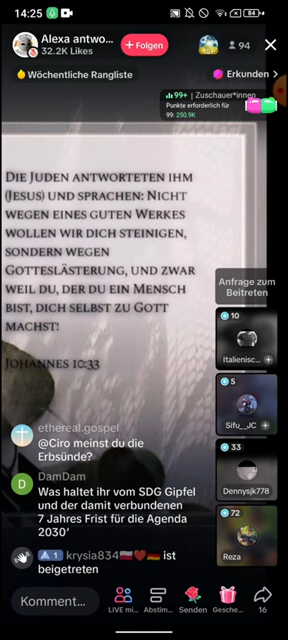 14:25
84
Alexa antwo...
32.2K Likes
+ Folgen
94
Wöchentliche Rangliste
Erkunden >
99+ | Zuschauer*innen
Punkte erforderlich für
99: 250.9K
Die Juden antworteten ihm
(Jesus) und sprachen: Nicht
wegen eines guten Werkes
wollen wir dich steinigen,
sondern wegen
Gotteslästerung, und zwar
weil du, der du ein Mensch
bist, dich selbst zu Gott
machst!
Johannes 10:33
Anfrage zum
Beitreten
10
Italienisc...
5
Sifu_.JC
33
Dennysjk778
72
Reza
ethereal.gospel
@Ciro meinst du die
Erbsünde?
D
DamDam
Was haltet ihr vom SDG Gipfel
und der damit verbundenen
7 Jahres Frist für die Agenda
2030‘
1 krysia834🇵🇱❤️🇩🇪 ist
beigetreten
Komment...
LIVE mi...
Abstim...
Senden
Gesche...
16